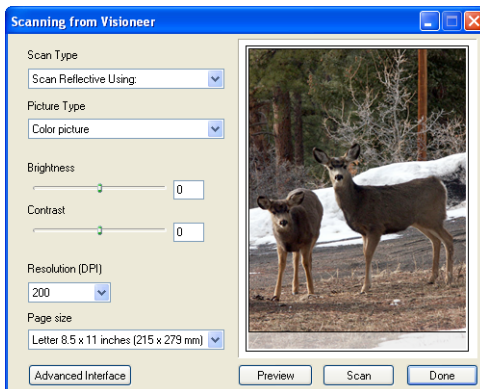 Scanning from Visioneer
Scan Type
Scan Reflective Using:
Picture Type
Color picture
Brightness
0
Contrast
0
Resolution (DPI)
200
Page size
Letter 8.5 x 11 inches (215 x 279 mm)
Advanced Interface
Preview
Scan
Done